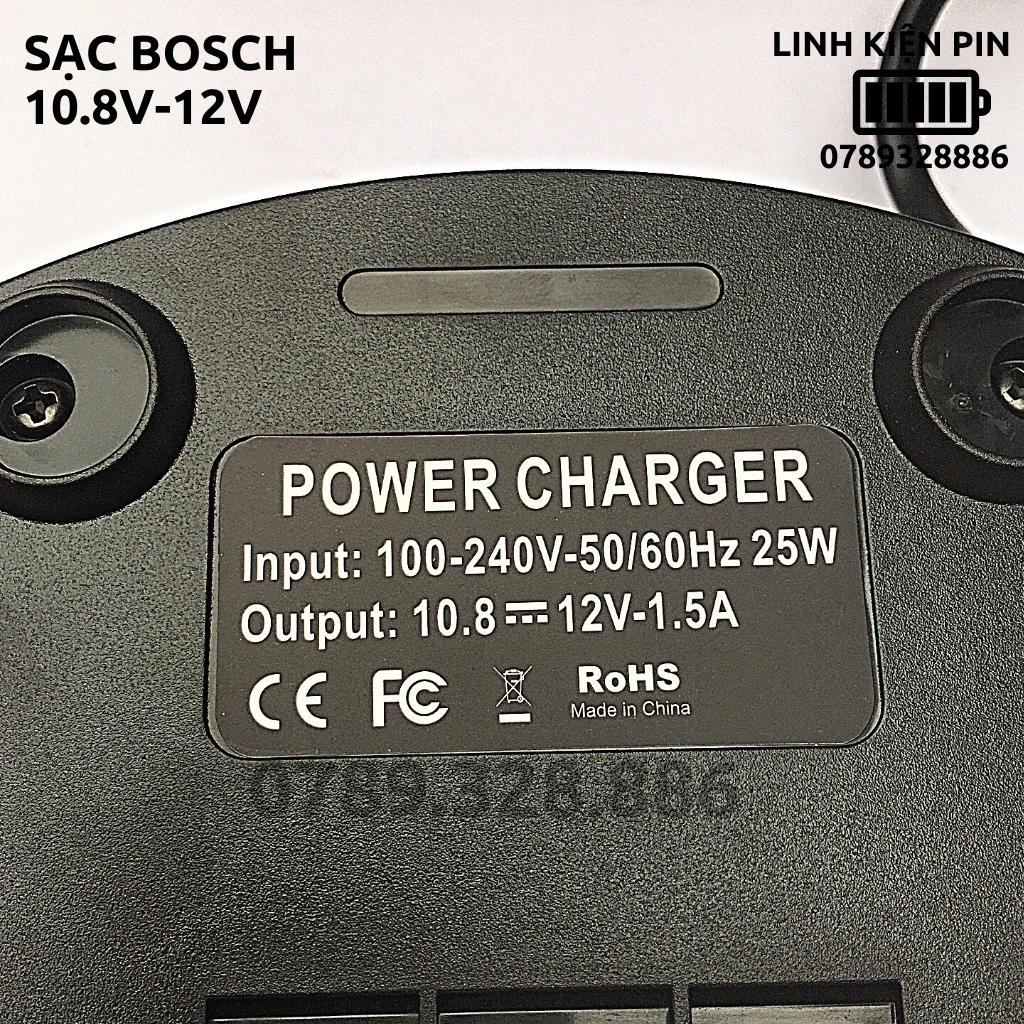 SẠC BOSCH
10.8V-12V
LINH KIỆN PIN
0789328886
POWER CHARGER
Input: 100-240V-50/60Hz 25W
Output: 10.8⎓12V-1.5A
CE FC RoHS
Made in China
0789.328.886